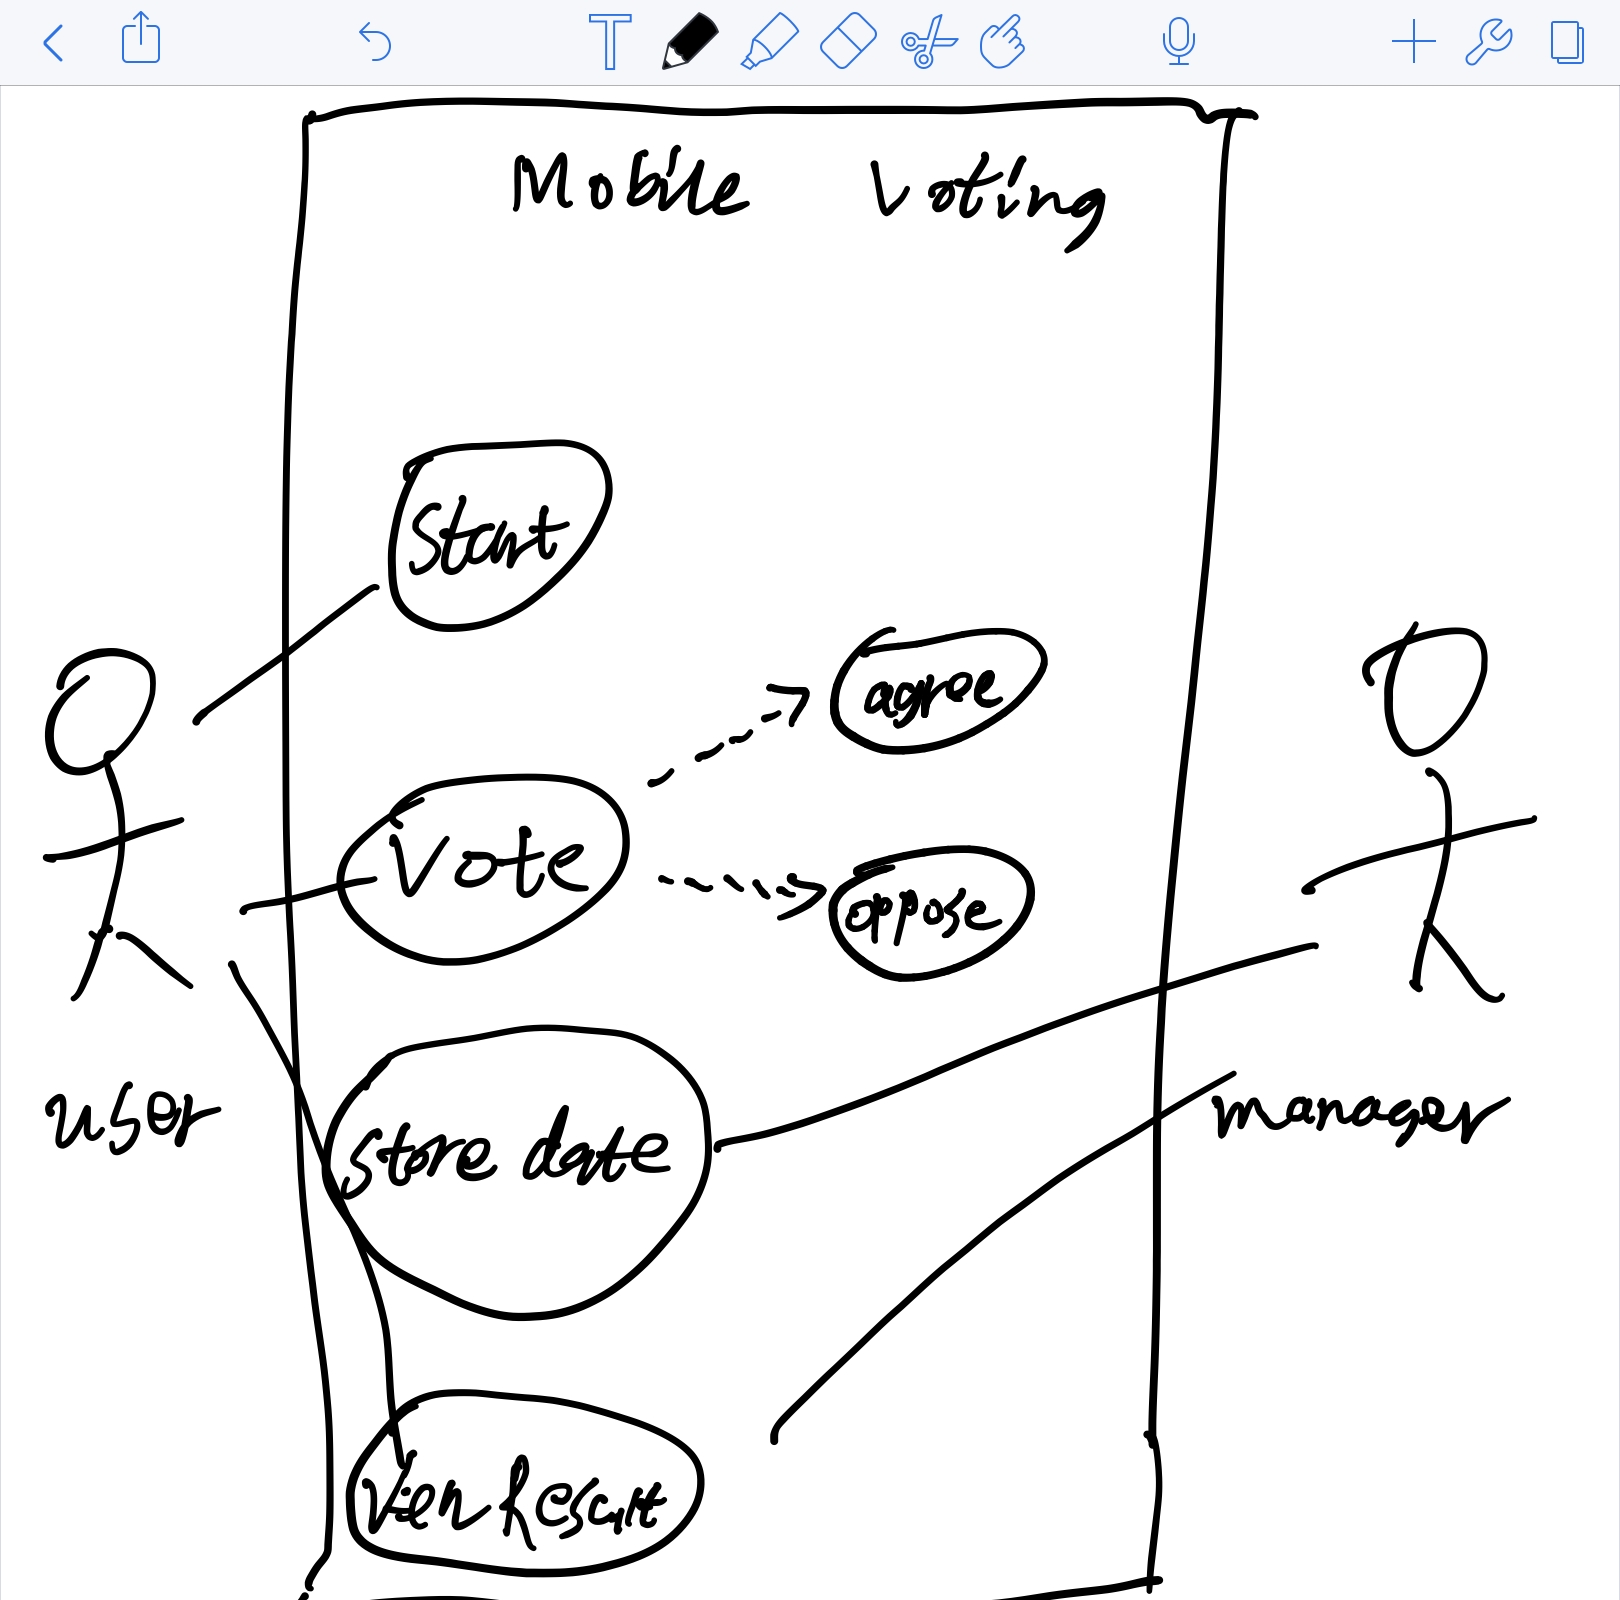 Mobile Voting
Start
agree
Vote
oppose
user
manager
store date
View Result